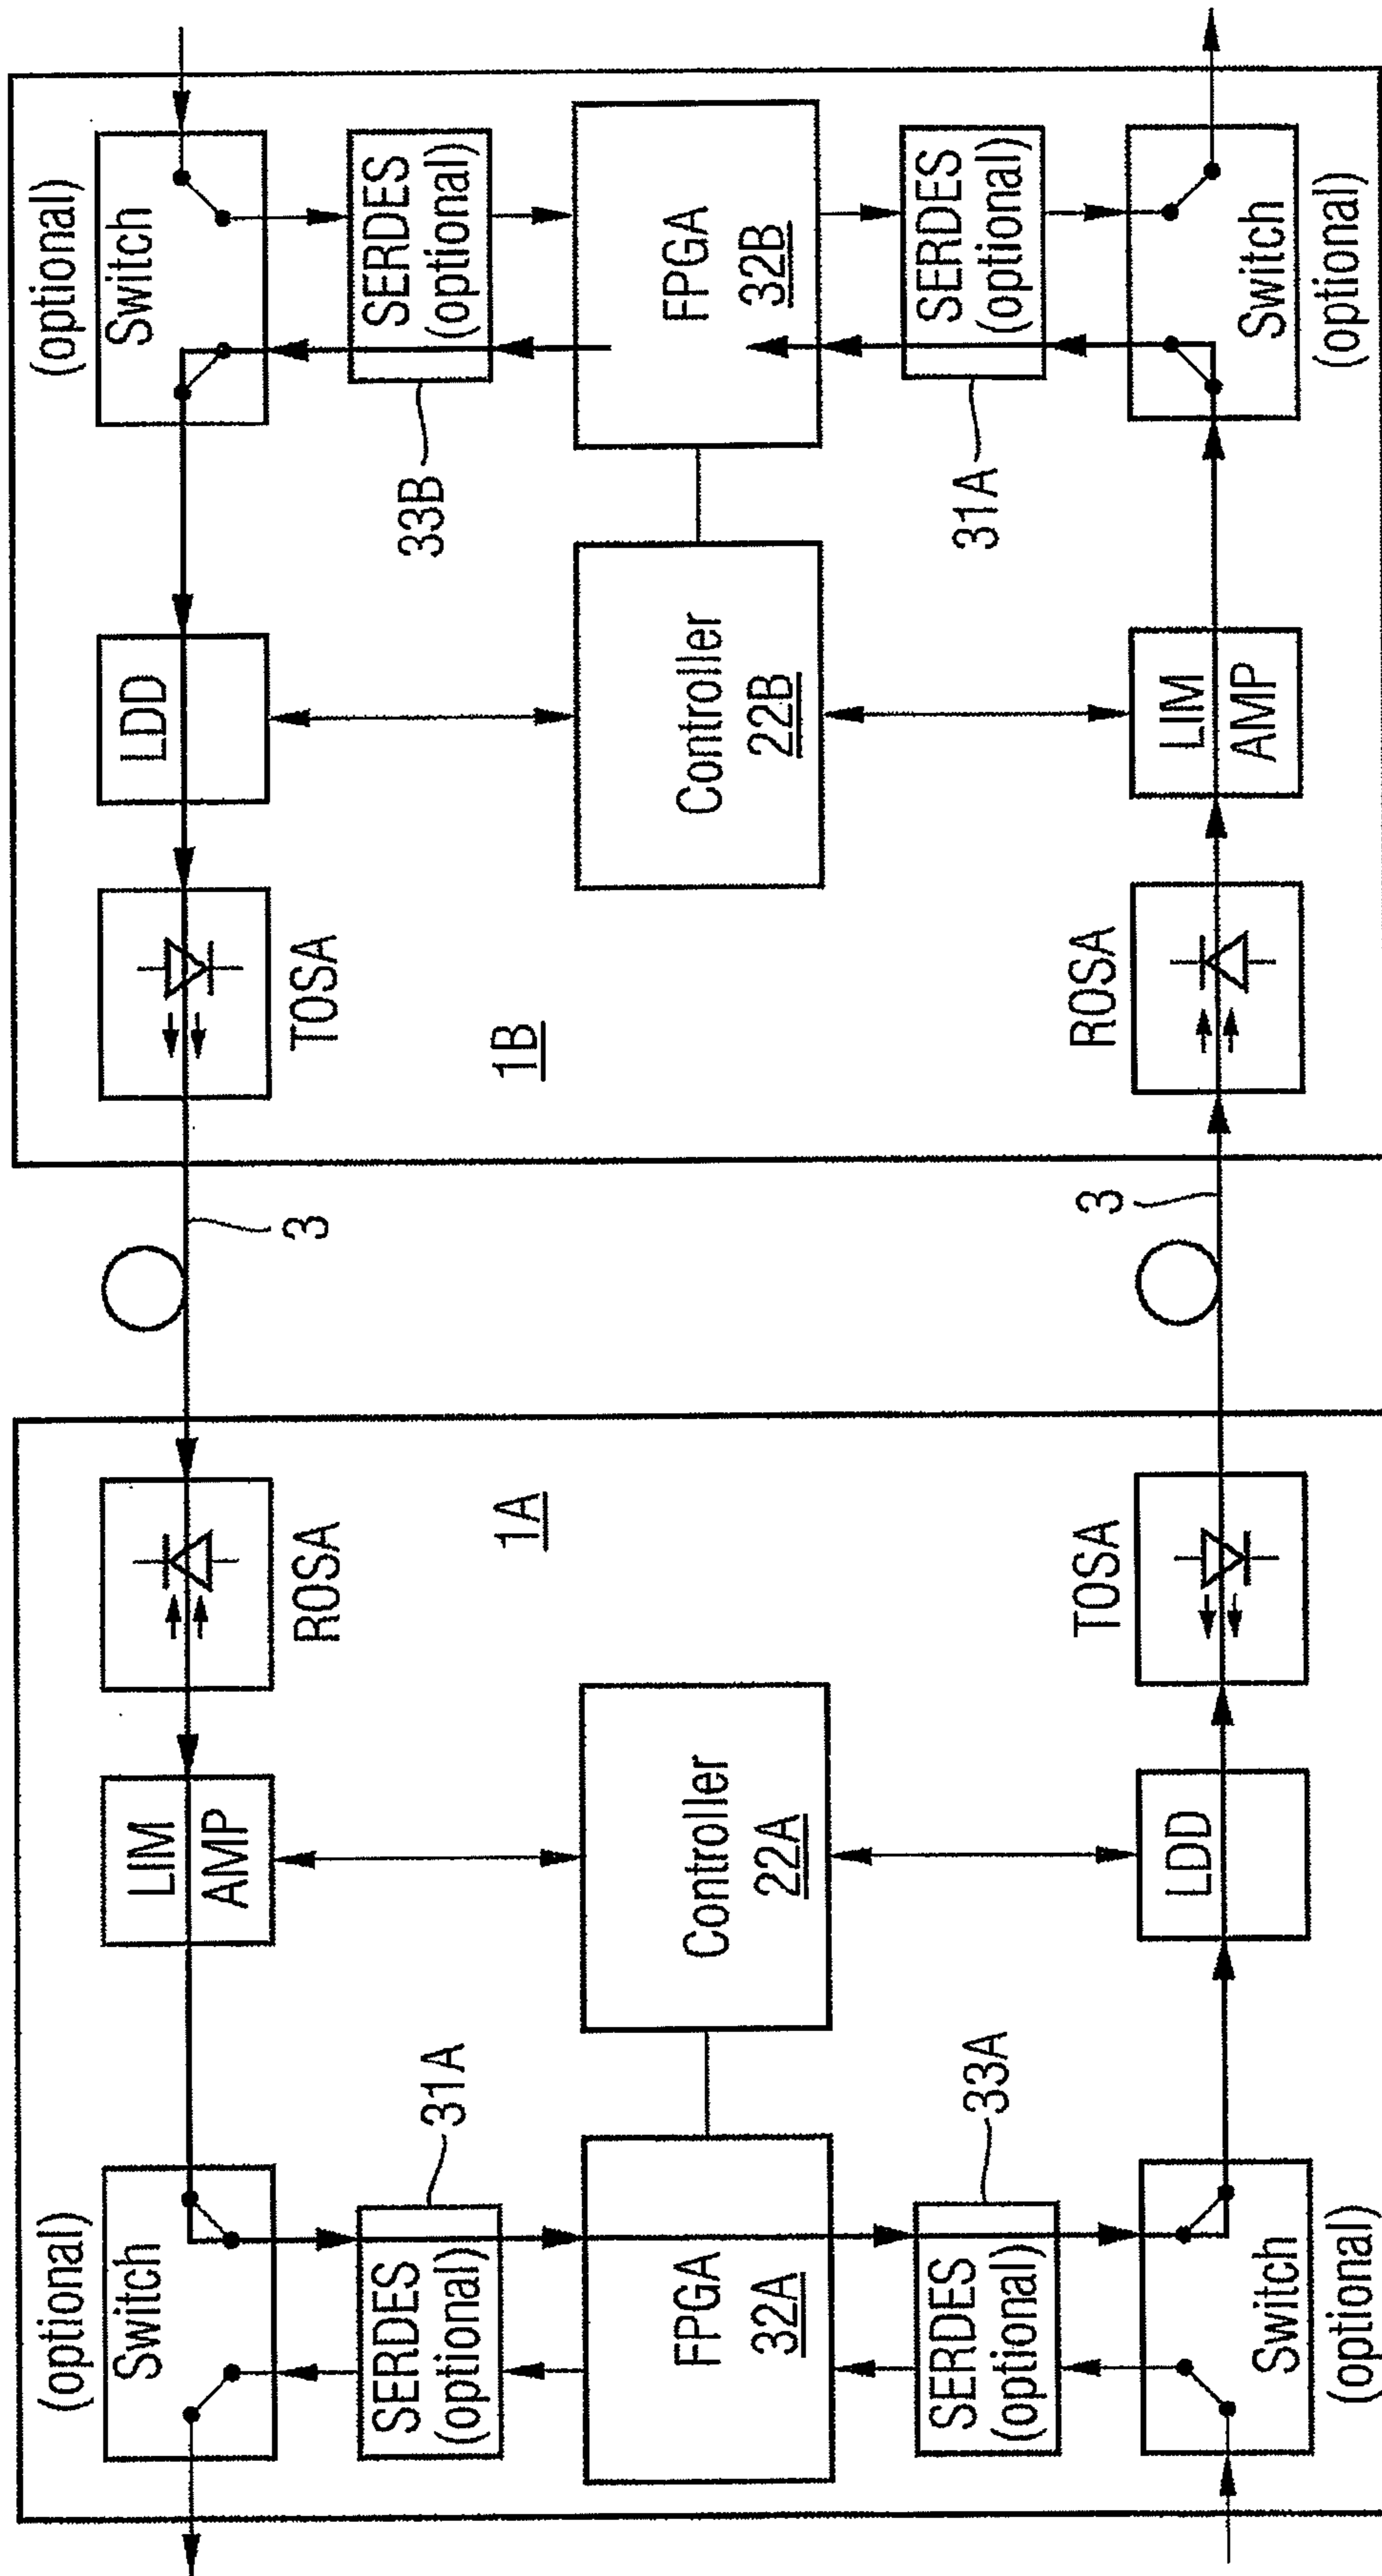 (optional)
Switch
LIM
AMP
ROSA
3
TOSA
LDD
(optional)
Switch
SERDES
(optional)
31A
1A
1B
33B
SERDES
(optional)
FPGA
32A
Controller
22A
Controller
22B
FPGA
32B
SERDES
(optional)
33A
TOSA
3
ROSA
31A
SERDES
(optional)
Switch
(optional)
LDD
LIM
AMP
Switch
(optional)